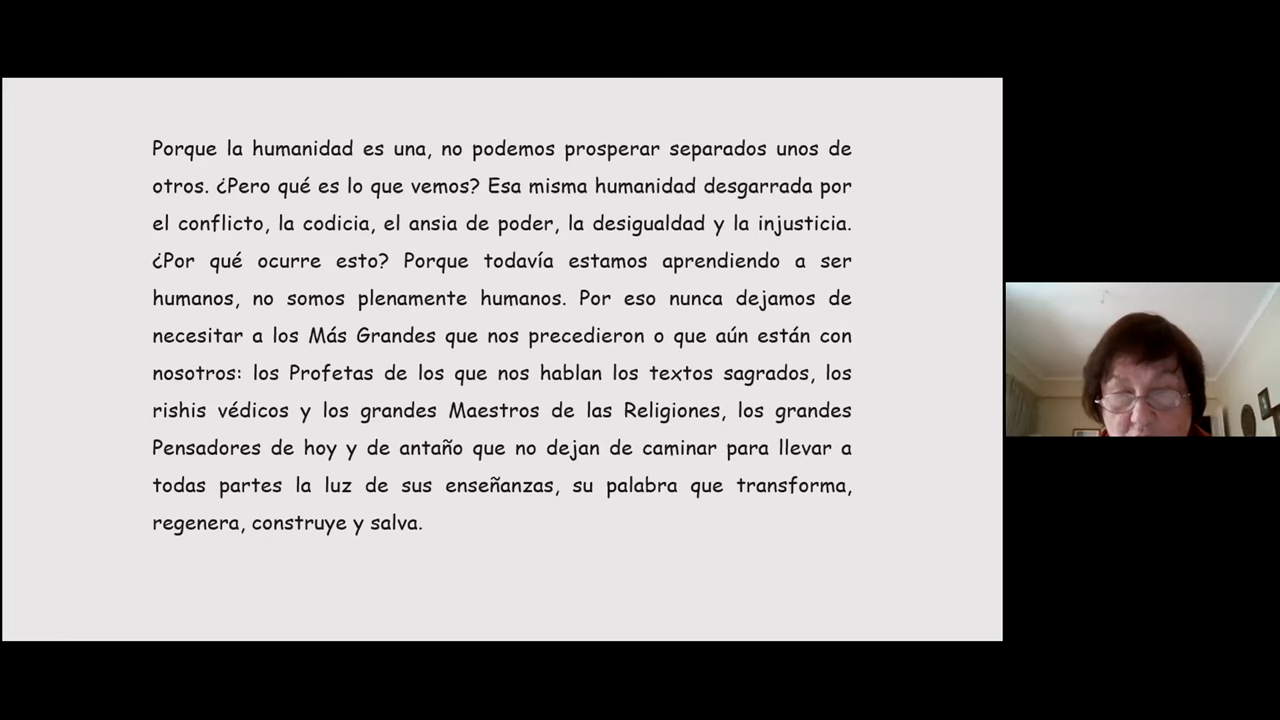 Porque la humanidad es una, no podemos prosperar separados unos de
otros. ¿Pero qué es lo que vemos? Esa misma humanidad desgarrada por
el conflicto, la codicia, el ansia de poder, la desigualdad y la injusticia.
¿Por qué ocurre esto? Porque todavía estamos aprendiendo a ser
humanos, no somos plenamente humanos. Por eso nunca dejamos de
necesitar a los Más Grandes que nos precedieron o que aún están con
nosotros: los Profetas de los que nos hablan los textos sagrados, los
rishis védicos y los grandes Maestros de las Religiones, los grandes
Pensadores de hoy y de antaño que no dejan de caminar para llevar a
todas partes la luz de sus enseñanzas, su palabra que transforma,
regenera, construye y salva.